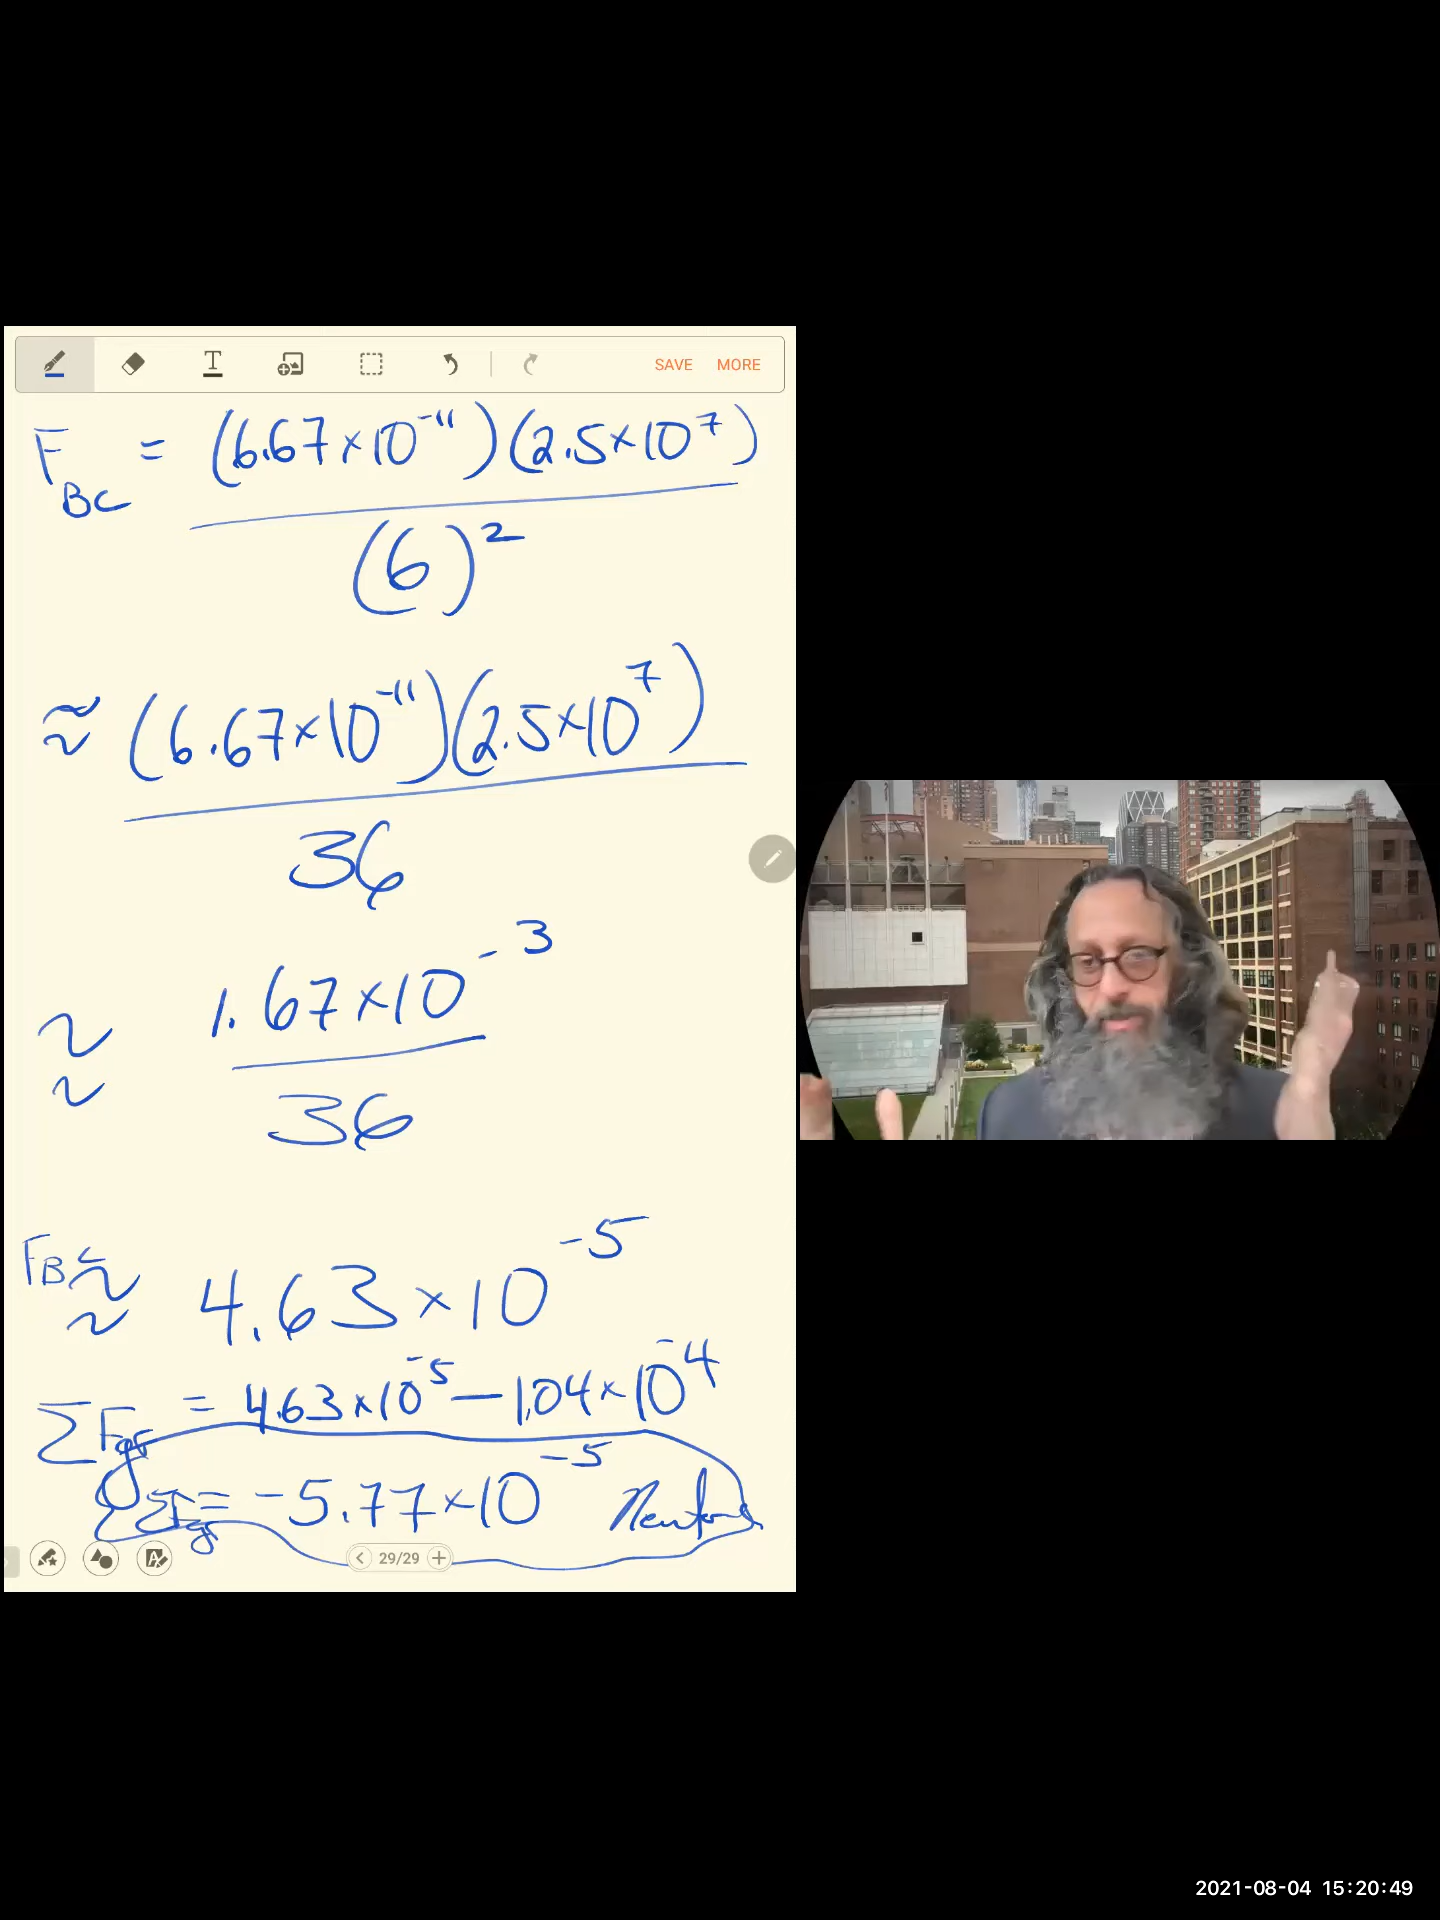 SAVE MORE
F_BC = (6.67×10^-11)(2.5×10^7)
(6)^2
≈ (6.67×10^-11)(2.5×10^7)
36
≈ 1.67×10^-3
36
F_BC ≈ 4.63×10^-5
ΣF_gr = 4.63×10^-5 — 1.04×10^-4
ΣF_gr = -5.77×10^-5 Newtons
29/29
2021-08-04 15:20:49